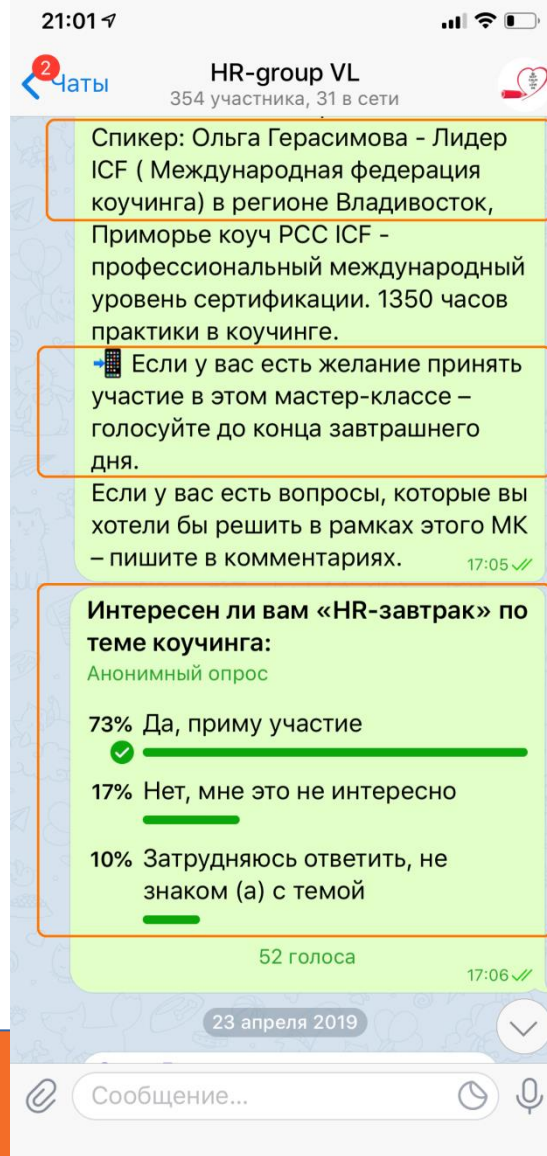 21:01
2
Чаты
HR-group VL
354 участника, 31 в сети
Спикер: Ольга Герасимова - Лидер
ICF ( Международная федерация
коучинга) в регионе Владивосток,
Приморье коуч PCC ICF -
профессиональный международный
уровень сертификации. 1350 часов
практики в коучинге.
Если у вас есть желание принять
участие в этом мастер-классе –
голосуйте до конца завтрашнего
дня.
Если у вас есть вопросы, которые вы
хотели бы решить в рамках этого МК
– пишите в комментариях.
17:05
Интересен ли вам «HR-завтрак» по
теме коучинга:
Анонимный опрос
73% Да, приму участие
17% Нет, мне это не интересно
10% Затрудняюсь ответить, не
знаком (а) с темой
52 голоса
17:06
23 апреля 2019
Сообщение...